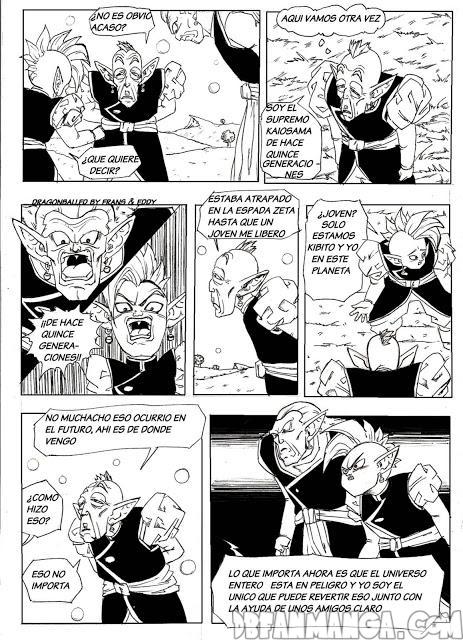 ¿NO ES OBVIO
ACASO?
¿QUE QUIERE
DECIR?
AQUI VAMOS OTRA VEZ
SOY EL
SUPREMO
KAIOSAMA
DE HACE
QUINCE
GENERACIO
NES
DRAGONBALLFD BY FRANS & EDDY
¡¡DE HACE
QUINCE
GENERA-
CIONES!!
ESTABA ATRAPADO
EN LA ESPADA ZETA
HASTA QUE UN
JOVEN ME LIBERO
¿JOVEN?
SOLO
ESTAMOS
KIBITO Y YO
EN ESTE
PLANETA
NO MUCHACHO ESO OCURRIO EN
EL FUTURO, AHI ES DE DONDE
VENGO
¿COMO
HIZO
ESO?
ESO NO
IMPORTA
LO QUE IMPORTA AHORA ES QUE EL UNIVERSO
ENTERO ESTA EN PELIGRO Y YO SOY EL
UNICO QUE PUEDE REVERTIR ESO JUNTO CON
LA AYUDA DE UNOS AMIGOS CLARO
DBFANMANGA.COM